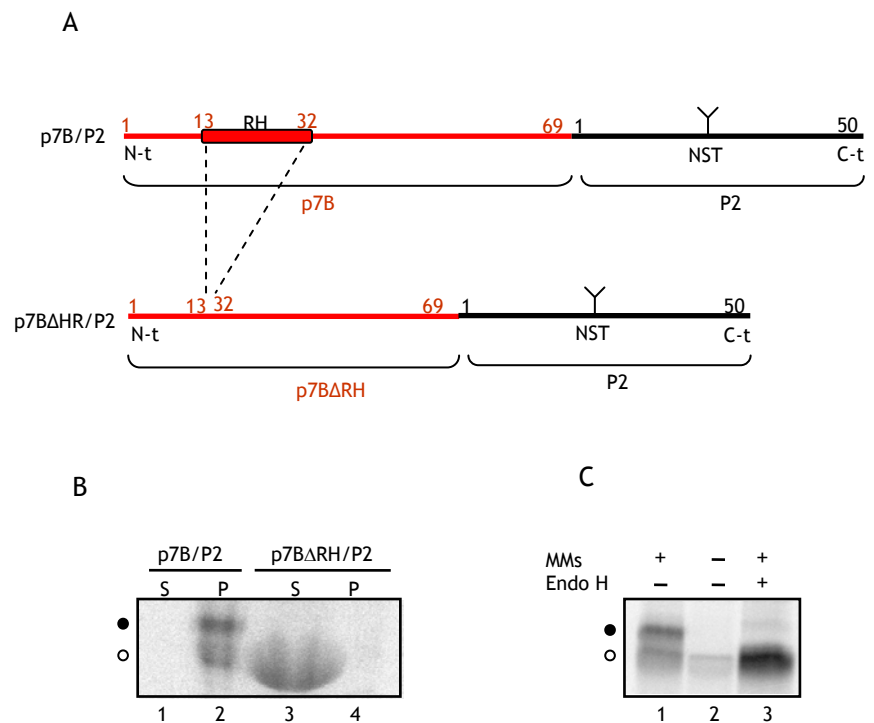 A
1 13 RH 32 69 1 50
p7B/P2
N-t NST C-t
p7B P2
1 13 32 69 1 50
p7BΔHR/P2
N-t NST C-t
p7BΔRH P2
B
p7B/P2 p7BΔRH/P2
S P S P
1 2 3 4
C
MMs + – +
Endo H – – +
1 2 3